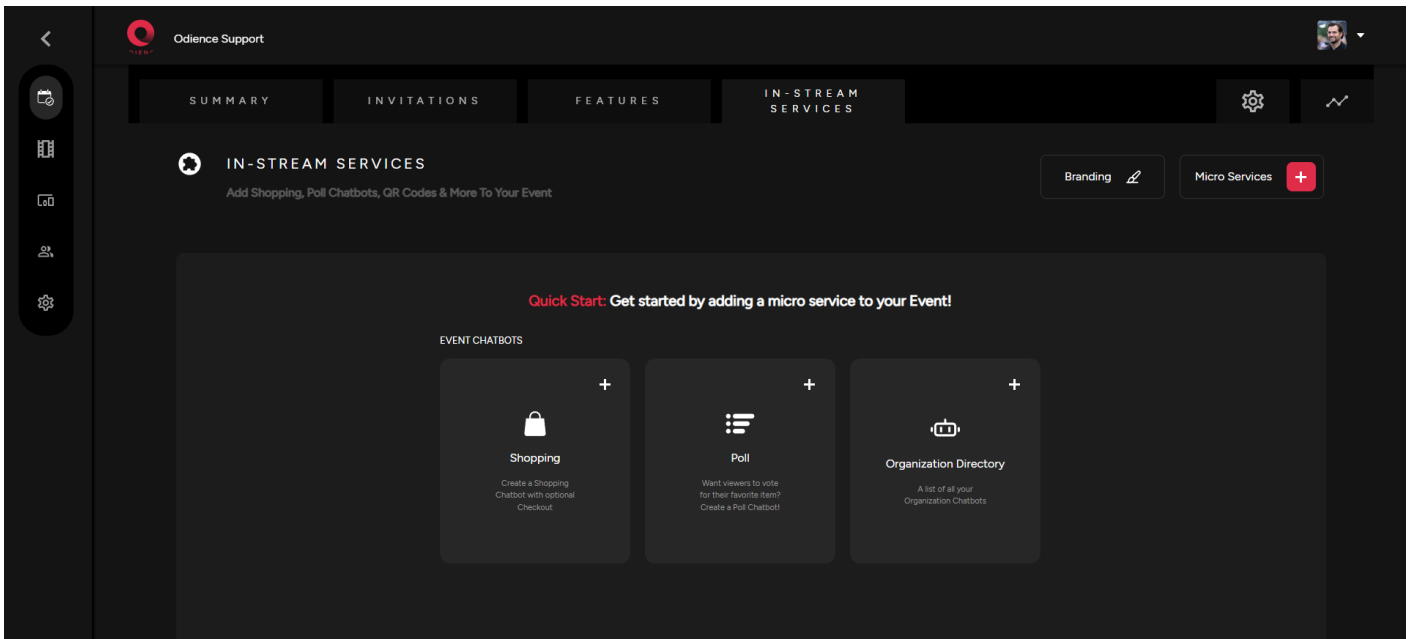 Odience Support
SUMMARY
INVITATIONS
FEATURES
IN-STREAM
SERVICES
IN-STREAM SERVICES
Add Shopping, Poll Chatbots, QR Codes & More To Your Event
Branding
Micro Services
Quick Start: Get started by adding a micro service to your Event!
EVENT CHATBOTS
Shopping
Create a Shopping
Chatbot with optional
Checkout
Poll
Want viewers to vote
for their favorite item?
Create a Poll Chatbot!
Organization Directory
A list of all your
Organization Chatbots